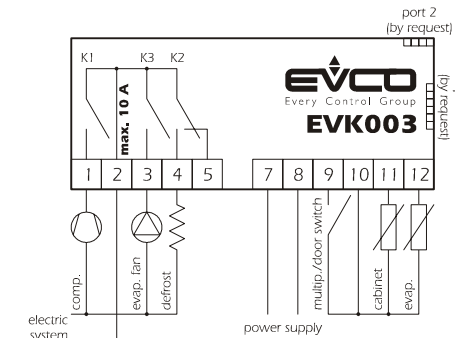 port 2
(by request)
K1
K3
K2
max. 10 A
EVCO
Every Control Group
EVK003
(by request)
1
2
3
4
5
7
8
9
10
11
12
comp.
evap. fan
defrost
multip./door switch
cabinet
evap.
electric
system
power supply